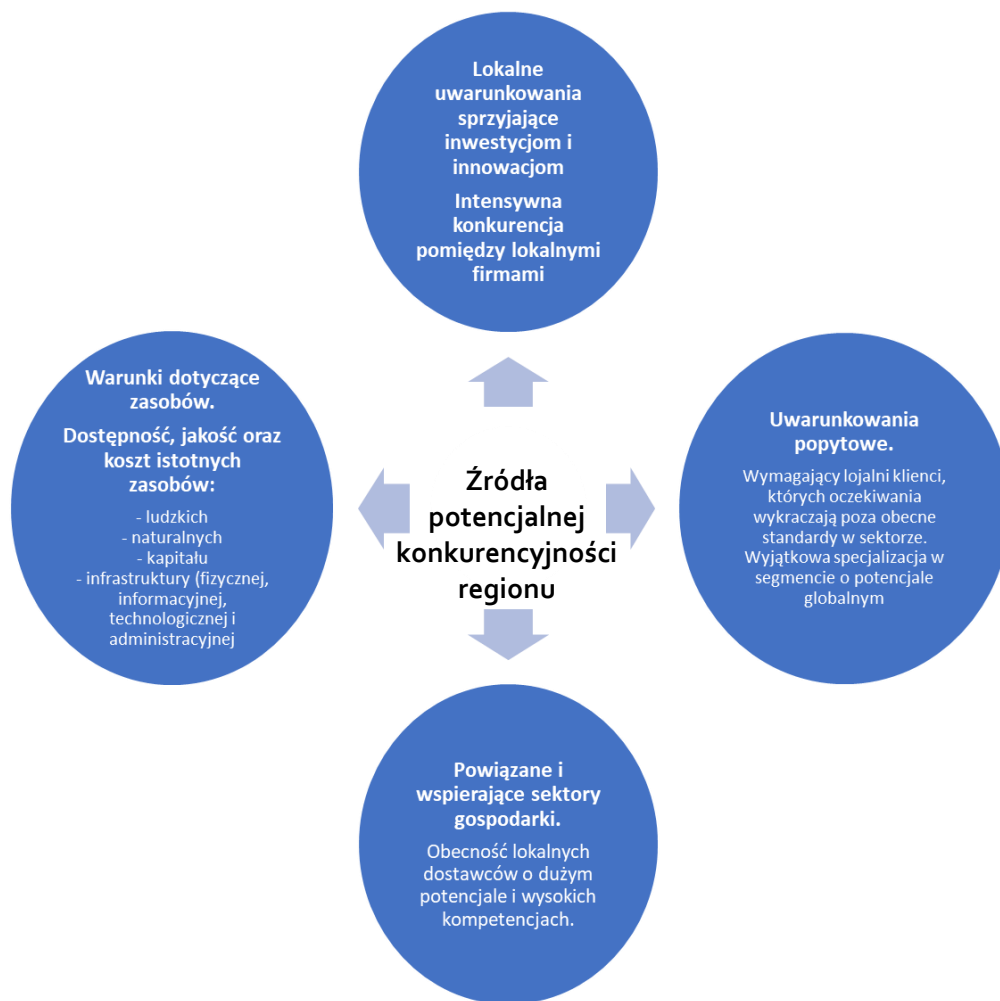 Lokalne
uwarunkowania
sprzyjające
inwestycjom i
innowacjom
Intensywna
konkurencja
pomiędzy lokalnymi
firmami
Warunki dotyczące
zasobów.
Dostępność, jakość oraz
koszt istotnych
zasobów:
- ludzkich
- naturalnych
- kapitału
- infrastruktury (fizycznej,
informacyjnej,
technologicznej i
administracyjnej
Źródła
potencjalnej
konkurencyjności
regionu
Uwarunkowania
popytowe.
Wymagający lojalni klienci,
których oczekiwania
wykraczają poza obecne
standardy w sektorze.
Wyjątkowa specjalizacja w
segmencie o potencjale
globalnym
Powiązane i
wspierające sektory
gospodarki.
Obecność lokalnych
dostawców o dużym
potencjale i wysokich
kompetencjach.